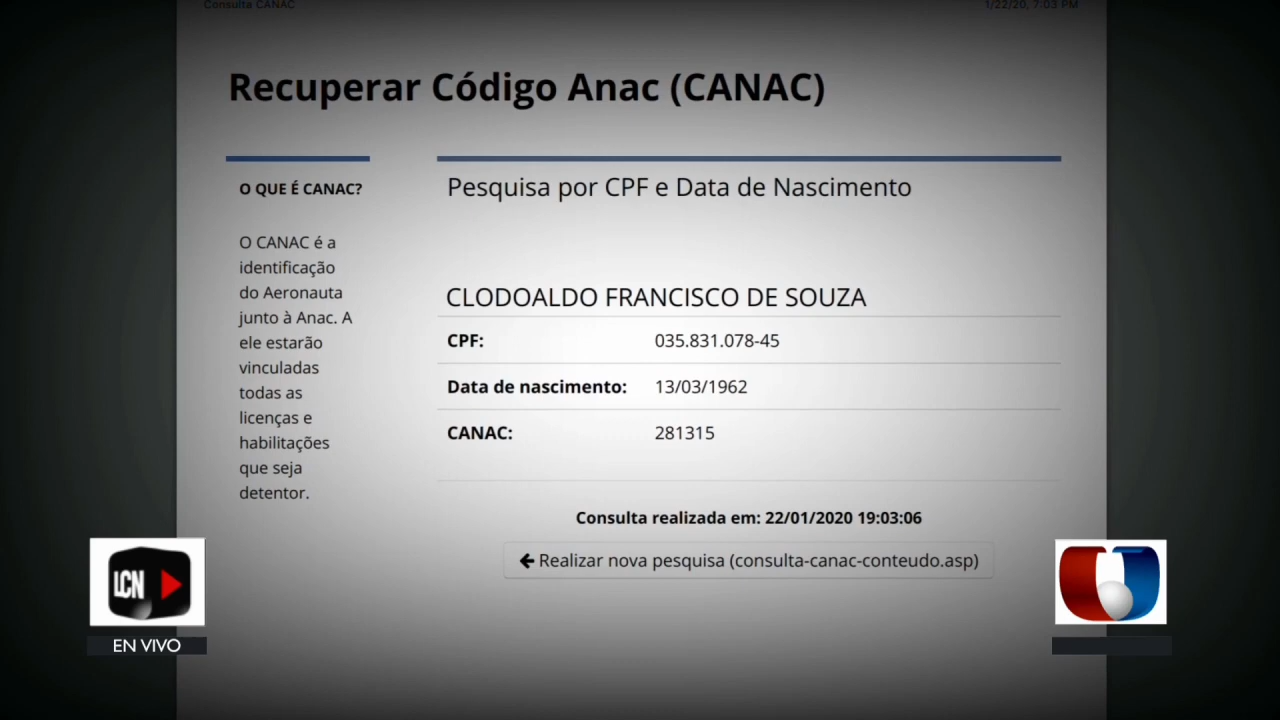 Consulta CANAC
1/22/20, 7:03 PM
Recuperar Código Anac (CANAC)
O QUE É CANAC?
O CANAC é a
identificação
do Aeronauta
junto à Anac. A
ele estarão
vinculadas
todas as
licenças e
habilitações
que seja
detentor.
Pesquisa por CPF e Data de Nascimento
CLODOALDO FRANCISCO DE SOUZA
CPF: 035.831.078-45
Data de nascimento: 13/03/1962
CANAC: 281315
Consulta realizada em: 22/01/2020 19:03:06
Realizar nova pesquisa (consulta-canac-conteudo.asp)
LCN
EN VIVO